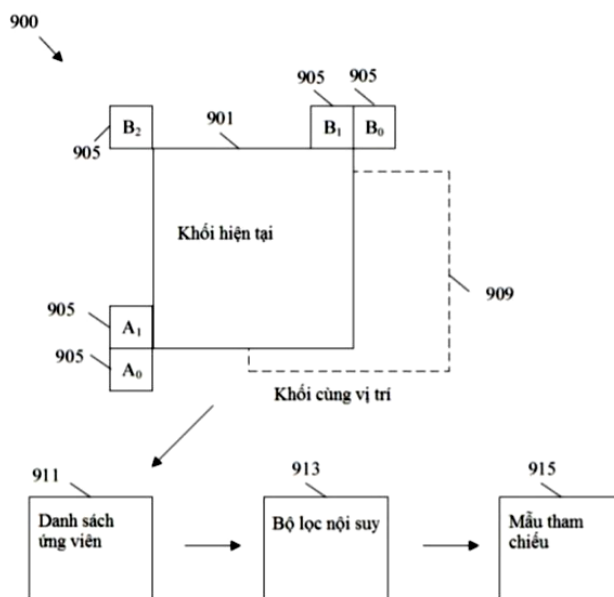 900
905 905
B₂ 901 B₁ B₀
905
Khối hiện tại
905
A₁
909
905
A₀
Khối cùng vị trí
911 913 915
Danh sách
ứng viên
Bộ lọc nội suy
Mẫu tham
chiếu